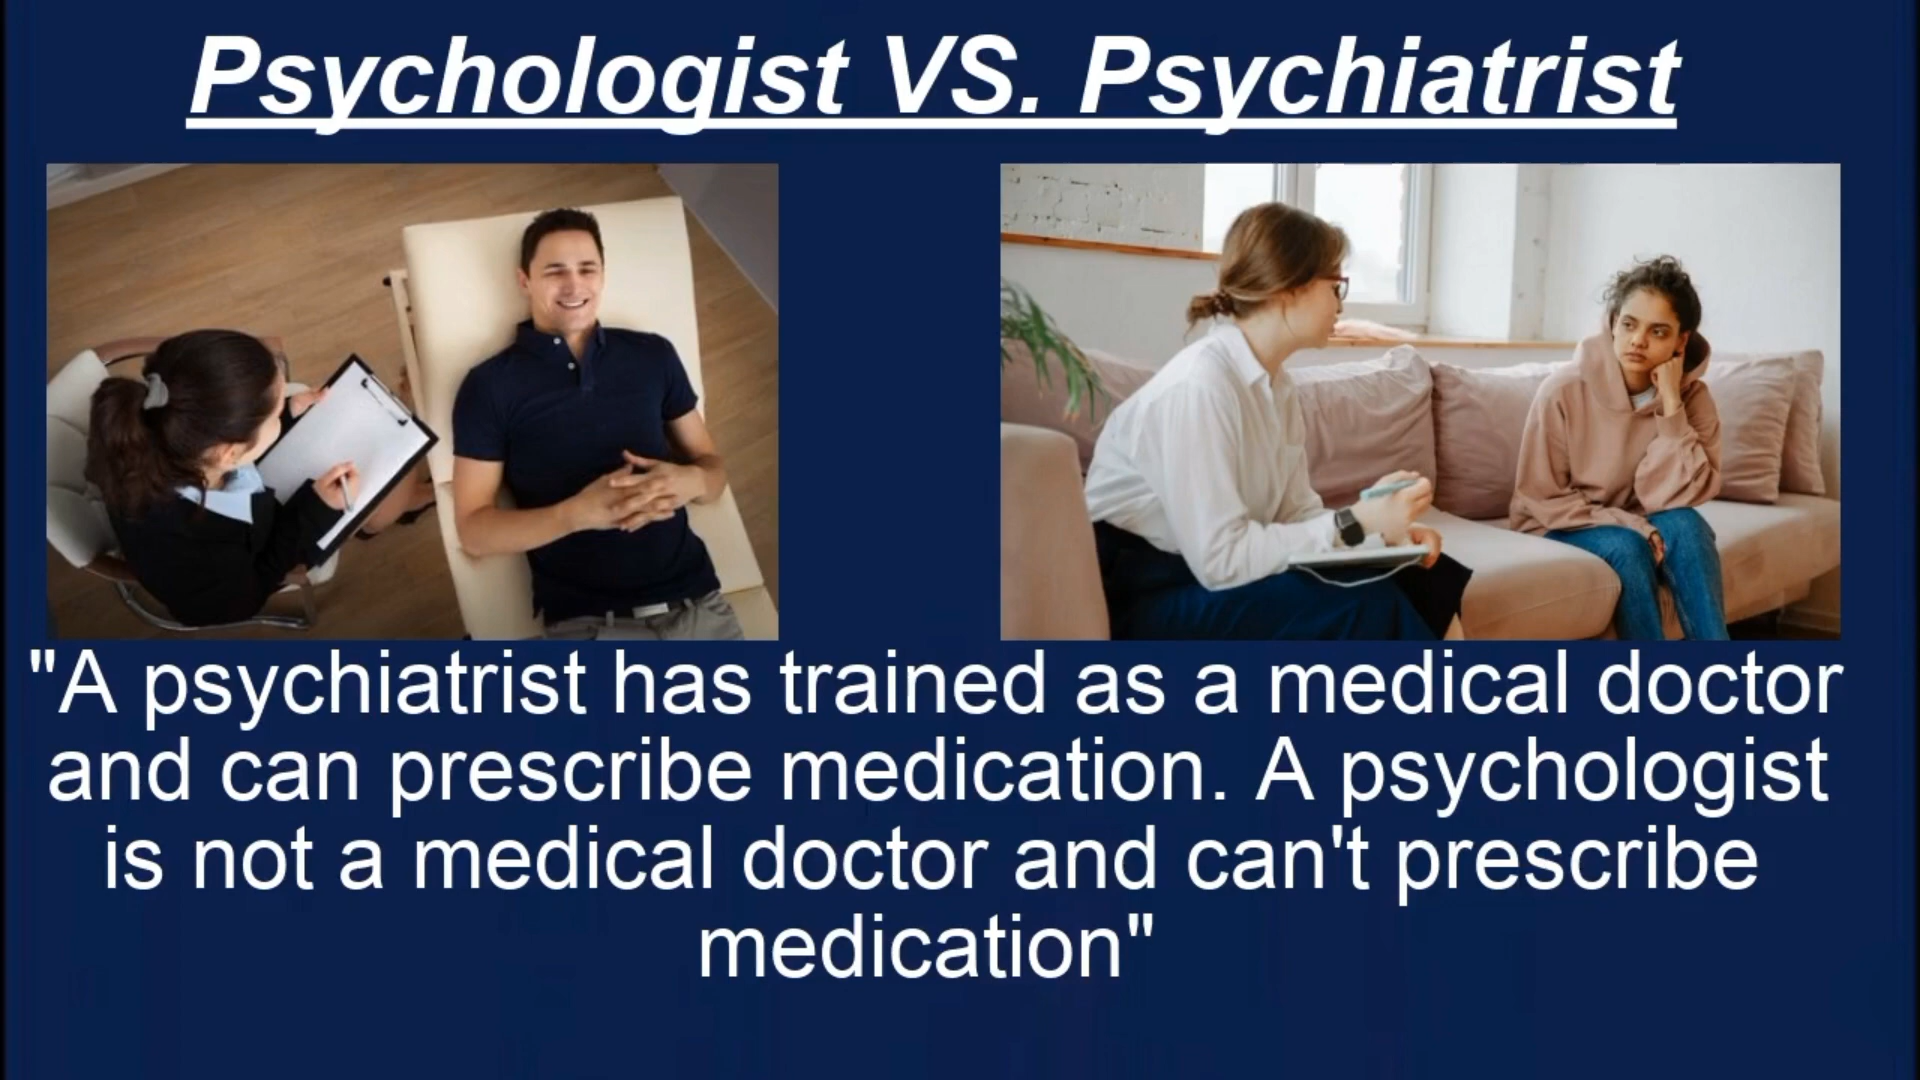 Psychologist VS. Psychiatrist
"A psychiatrist has trained as a medical doctor
and can prescribe medication. A psychologist
is not a medical doctor and can't prescribe
medication"